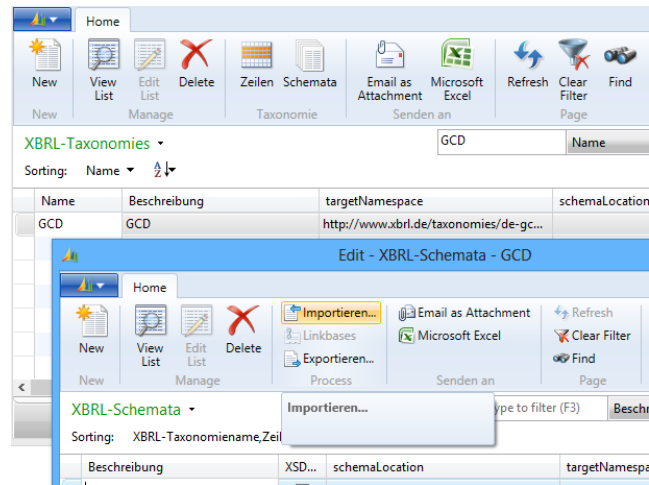 Home
New
View List
Edit List
Delete
Zeilen
Schemata
Email as Attachment
Microsoft Excel
Refresh
Clear Filter
Find
New
Manage
Taxonomie
Senden an
Page
XBRL-Taxonomies
GCD
Name
Sorting: Name
Name Beschreibung targetNamespace schemaLocation
GCD GCD http://www.xbrl.de/taxonomies/de-gc...
Edit - XBRL-Schemata - GCD
Home
New
View List
Edit List
Delete
Importieren...
Linkbases
Exportieren...
Email as Attachment
Microsoft Excel
Refresh
Clear Filter
Find
New
Manage
Process
Senden an
Page
XBRL-Schemata
Importieren...
ype to filter (F3)
Beschr
Sorting: XBRL-Taxonomiename,Zei
Beschreibung XSD... schemaLocation targetNamespa